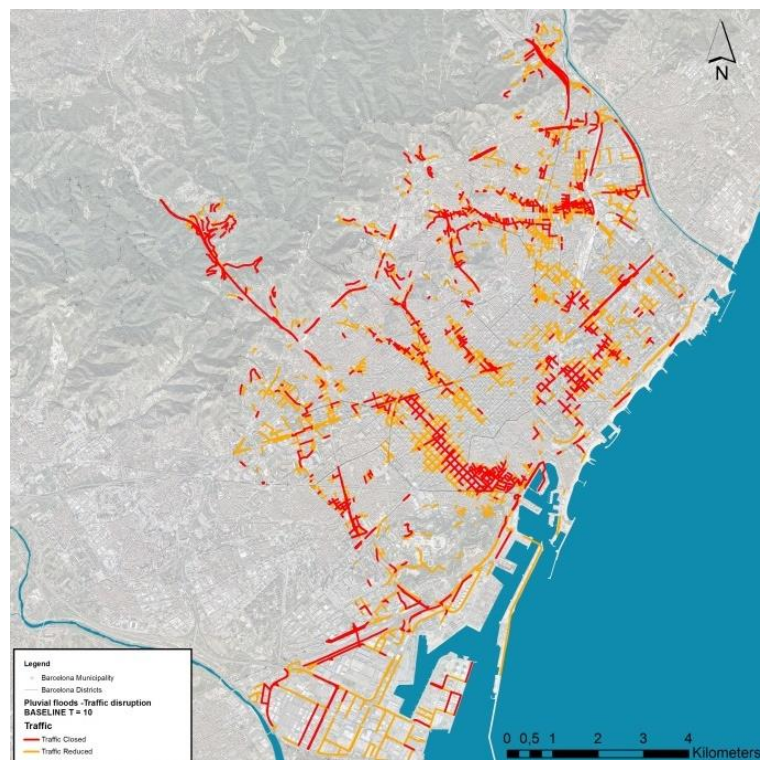 N
Legend
Barcelona Municipality
Barcelona Districts
Pluvial floods -Traffic disruption
BASELINE T = 10
Traffic
Traffic Closed
Traffic Reduced
0 0,5 1 2 3 4
Kilometers